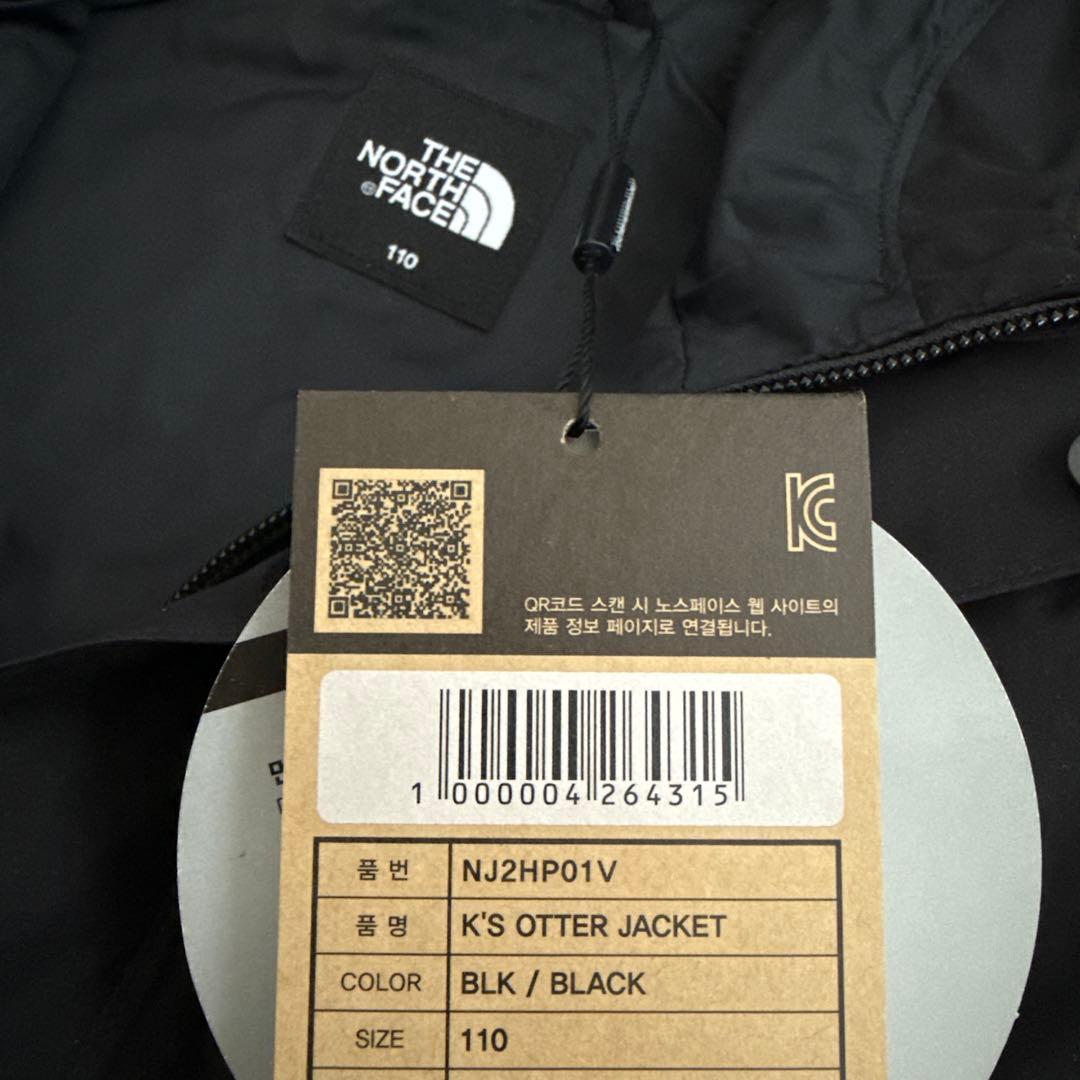 THE
NORTH
FACE
110
KC
QR코드 스캔 시 노스페이스 웹 사이트의
제품 정보 페이지로 연결됩니다.
1 000004 264315
품 번 NJ2HP01V
품 명 K'S OTTER JACKET
COLOR BLK / BLACK
SIZE 110